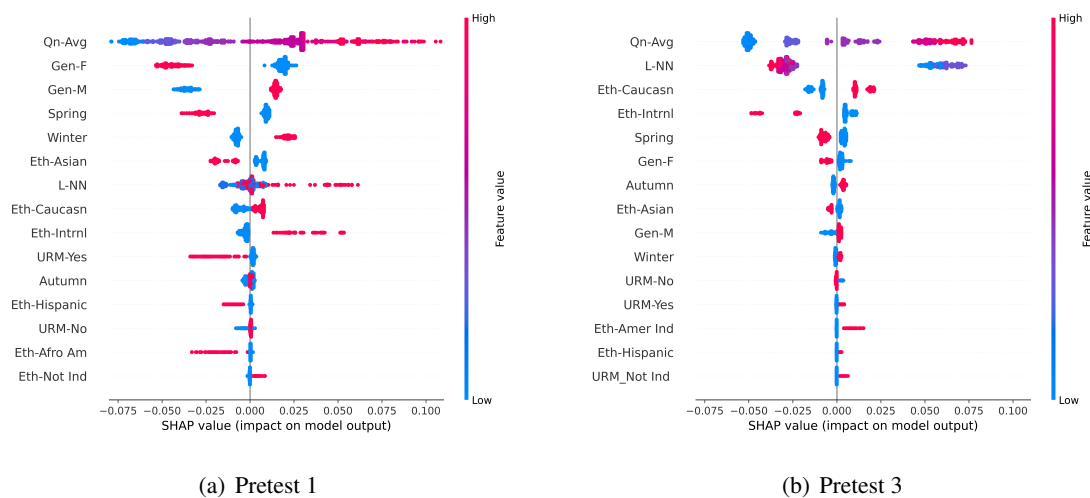 High
Qn-Avg
Gen-F
Gen-M
Spring
Winter
Eth-Asian
L-NN
Eth-Caucasn
Eth-Intrnl
URM-Yes
Autumn
Eth-Hispanic
URM-No
Eth-Afro Am
Eth-Not Ind
Low
Feature value
−0.075 −0.050 −0.025 0.000 0.025 0.050 0.075 0.100
SHAP value (impact on model output)
(a) Pretest 1
High
Qn-Avg
L-NN
Eth-Caucasn
Eth-Intrnl
Spring
Gen-F
Autumn
Eth-Asian
Gen-M
Winter
URM-No
URM-Yes
Eth-Amer Ind
Eth-Hispanic
URM_Not Ind
Low
Feature value
−0.075 −0.050 −0.025 0.000 0.025 0.050 0.075 0.100
SHAP value (impact on model output)
(b) Pretest 3